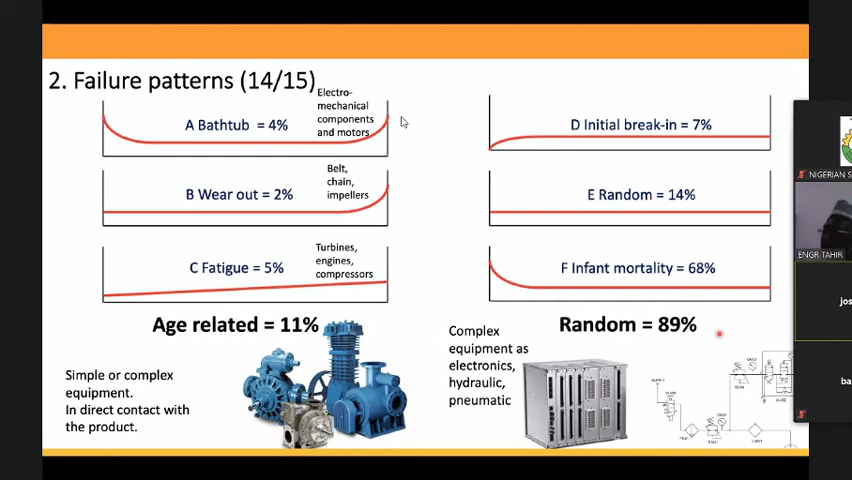 2. Failure patterns (14/15)
Electro-
mechanical
components
and motors
A Bathtub = 4%
D Initial break-in = 7%
Belt,
chain,
impellers
B Wear out = 2%
E Random = 14%
Turbines,
engines,
compressors
C Fatigue = 5%
F Infant mortality = 68%
Age related = 11%
Random = 89%
Complex
equipment as
electronics,
hydraulic,
pneumatic
Simple or complex
equipment.
In direct contact with
the product.
NIGERIAN S
ENGR TAHIR
jos
ba